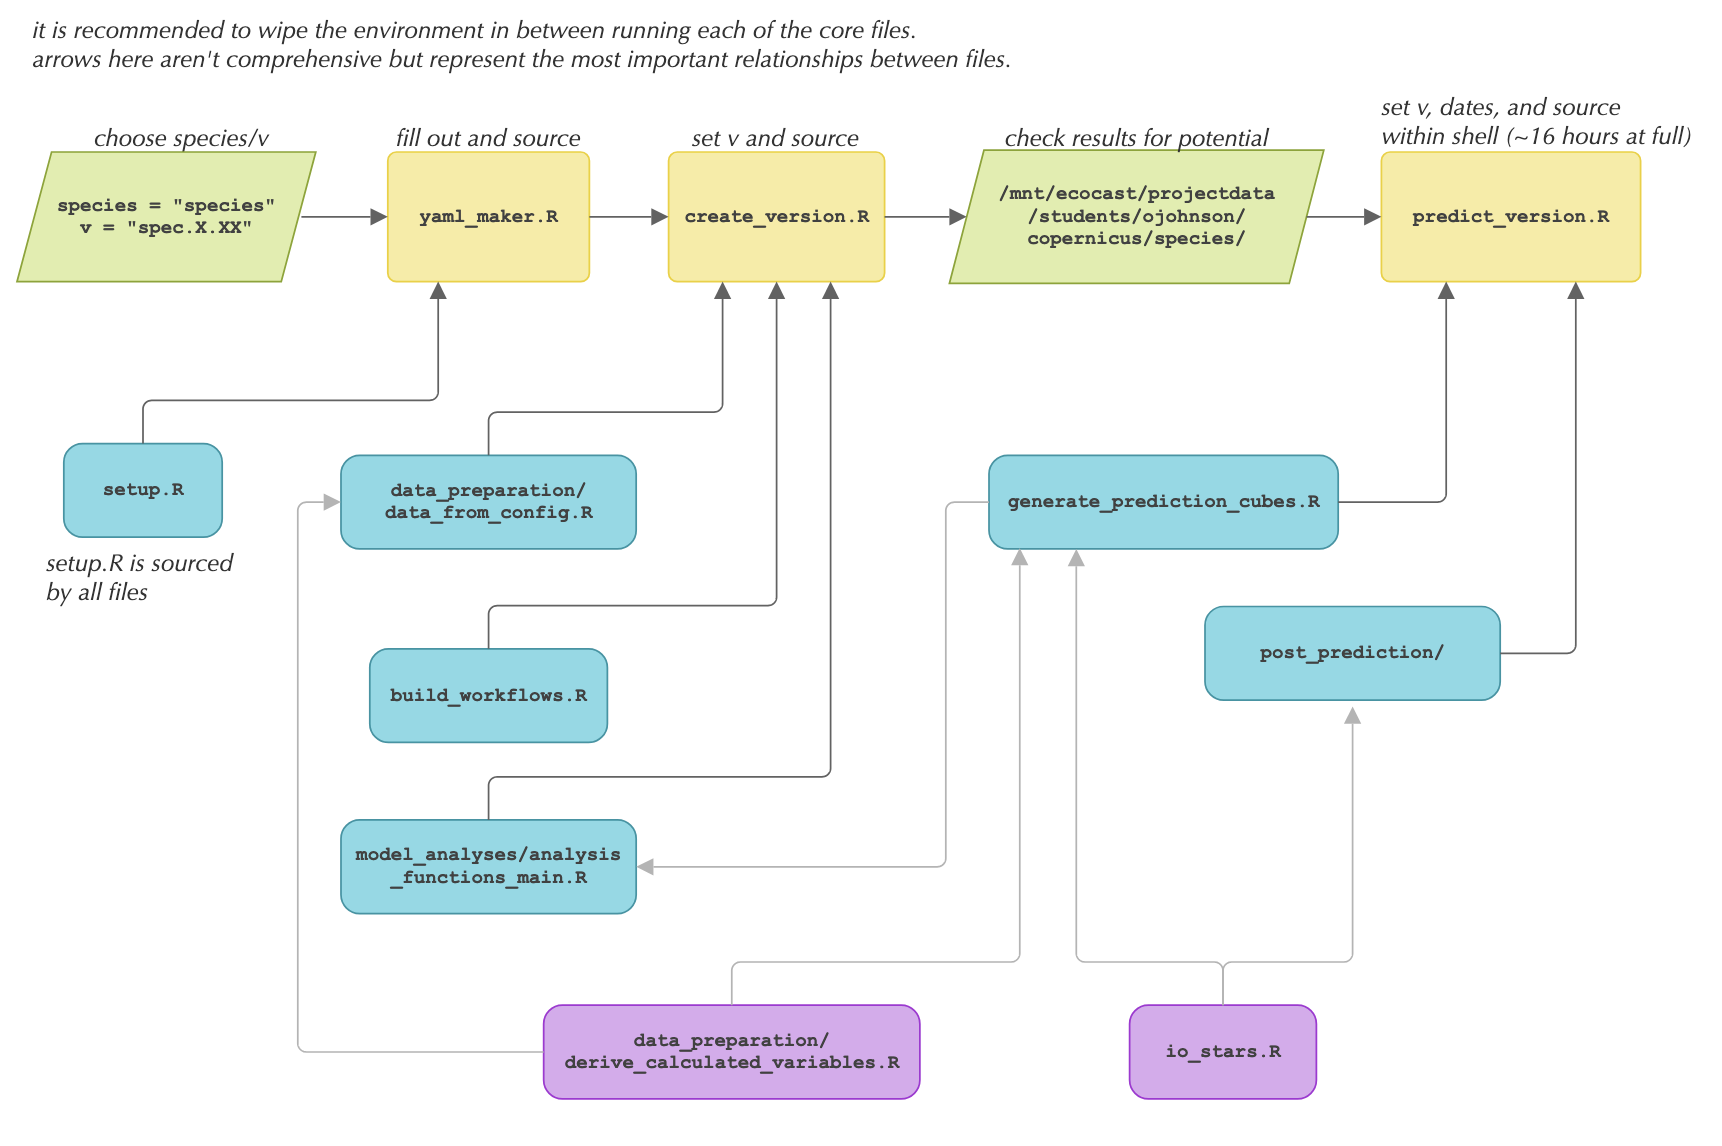 it is recommended to wipe the environment in between running each of the core files.
arrows here aren't comprehensive but represent the most important relationships between files.
choose species/v
species = "species"
v = "spec.X.XX"
fill out and source
yaml_maker.R
set v and source
create_version.R
check results for potential
/mnt/ecocast/projectdata
/students/ojohnson/
copernicus/species/
set v, dates, and source
within shell (~16 hours at full)
predict_version.R
setup.R
setup.R is sourced
by all files
data_preparation/
data_from_config.R
generate_prediction_cubes.R
build_workflows.R
post_prediction/
model_analyses/analysis
_functions_main.R
data_preparation/
derive_calculated_variables.R
io_stars.R